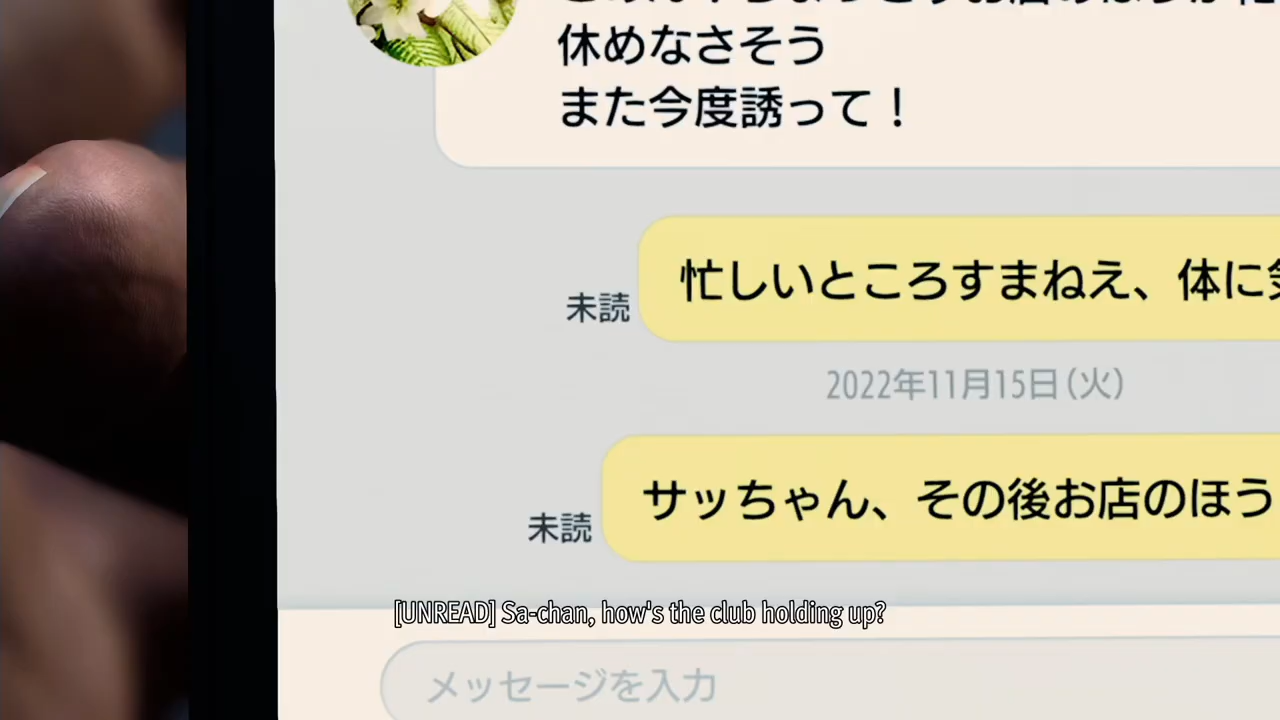 休めなさそう
また今度誘って！
忙しいところすまねえ、体に
未読
2022年11月15日(火)
サッちゃん、その後お店のほう
未読
[UNREAD] Sa-chan, how's the club holding up?
メッセージを入力